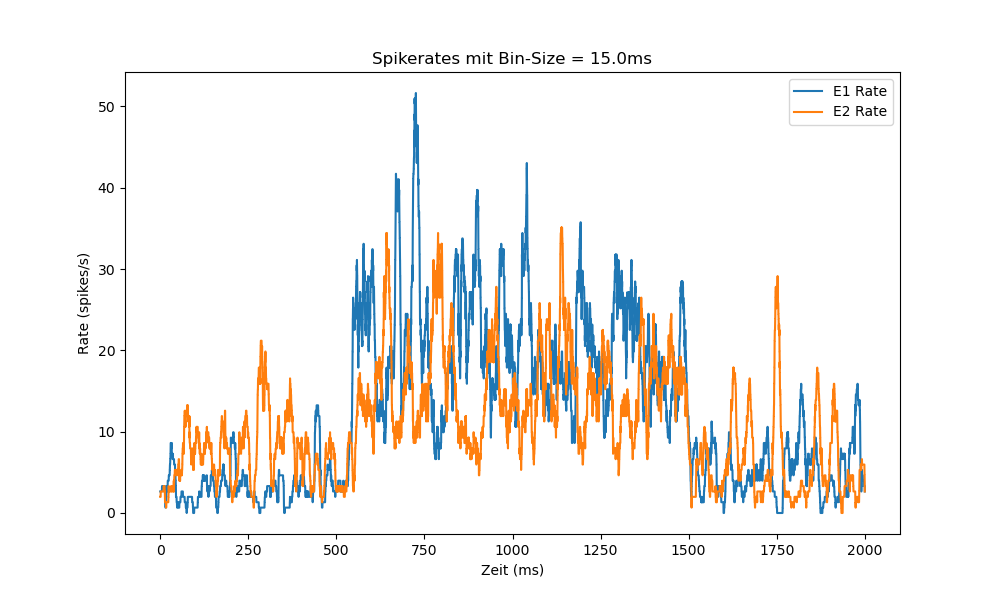 Spikerates mit Bin-Size = 15.0ms
E1 Rate
E2 Rate
Rate (spikes/s)
50
40
30
20
10
0
0 250 500 750 1000 1250 1500 1750 2000
Zeit (ms)